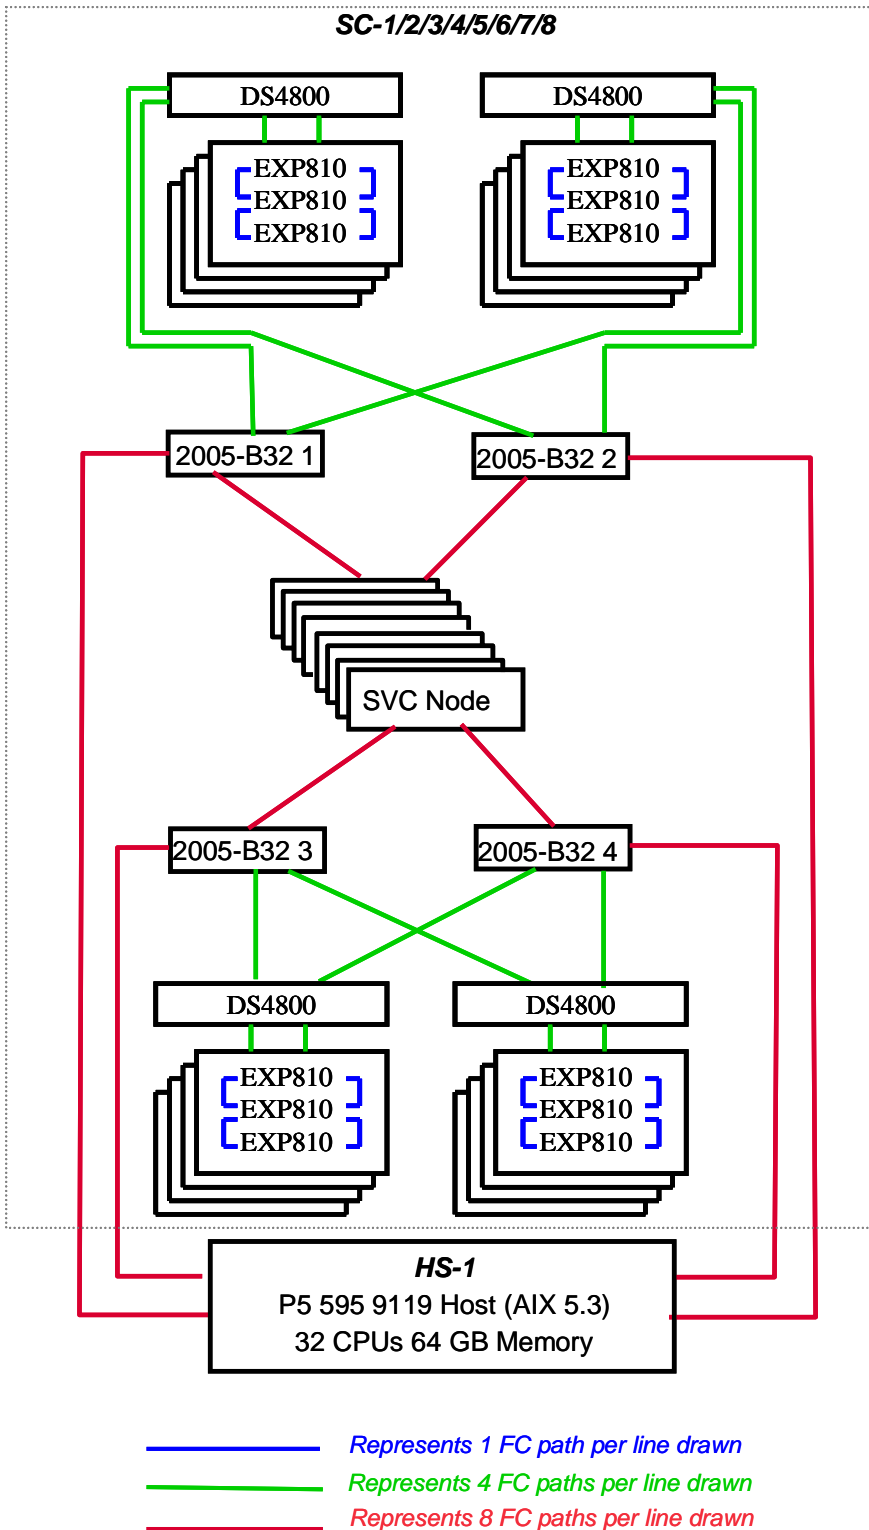 SC-1/2/3/4/5/6/7/8
DS4800
DS4800
EXP810
EXP810
EXP810
EXP810
EXP810
EXP810
2005-B32 1
2005-B32 2
SVC Node
2005-B32 3
2005-B32 4
DS4800
DS4800
EXP810
EXP810
EXP810
EXP810
EXP810
EXP810
HS-1
P5 595 9119 Host (AIX 5.3)
32 CPUs 64 GB Memory
Represents 1 FC path per line drawn
Represents 4 FC paths per line drawn
Represents 8 FC paths per line drawn